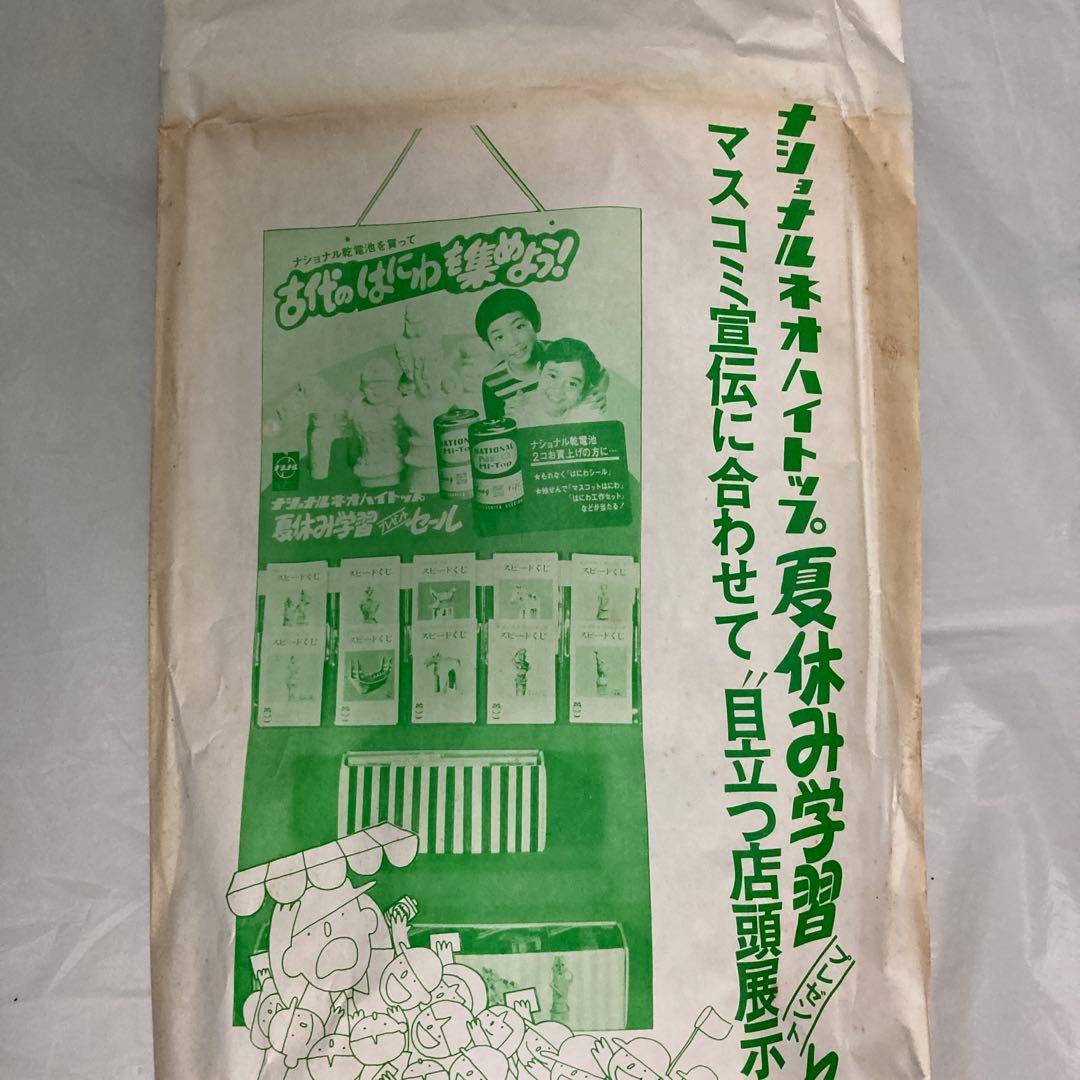 ナショナルネオハイトップ夏休み学習プレゼント
マスコミ宣伝に合わせて〝目立つ店頭展示
ナショナル乾電池を買って
古代のはにわを集めよう!
NATIONAL
Hi-Top
NATIONAL
Hi-Top
ナショナル乾電池
2コお買上げの方に…
★もれなく「はにわシール」
★抽せんで「マスコットはにわ」
「はにわ工作セット」
などが当たる!
ナショナル
ナショナルネオハイトップ
夏休み学習プレゼントセール
スピードくじ
スピードくじ
スピードくじ
スピードくじ
スピードくじ
スピードくじ
スピードくじ
スピードくじ
スピードくじ
スピードくじ